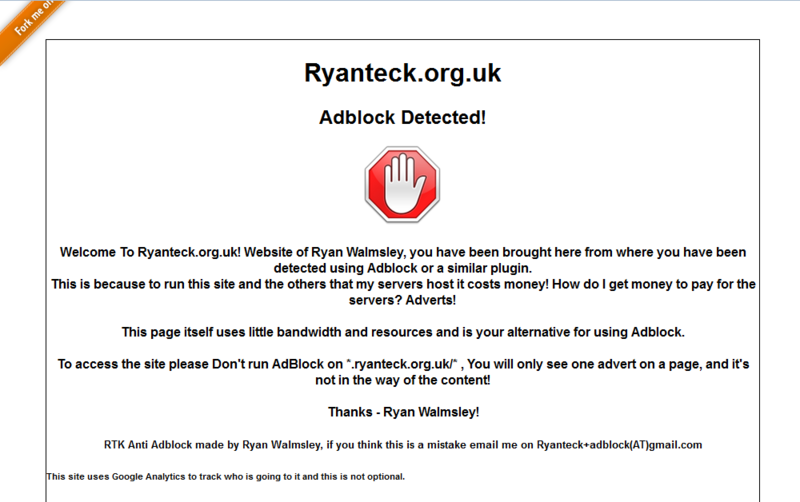 Fork me on
Ryanteck.org.uk
Adblock Detected!
Welcome To Ryanteck.org.uk! Website of Ryan Walmsley, you have been brought here from where you have been
detected using Adblock or a similar plugin.
This is because to run this site and the others that my servers host it costs money! How do I get money to pay for the
servers? Adverts!
This page itself uses little bandwidth and resources and is your alternative for using Adblock.
To access the site please Don't run AdBlock on *.ryanteck.org.uk/* , You will only see one advert on a page, and it's
not in the way of the content!
Thanks - Ryan Walmsley!
RTK Anti Adblock made by Ryan Walmsley, if you think this is a mistake email me on Ryanteck+adblock(AT)gmail.com
This site uses Google Analytics to track who is going to it and this is not optional.